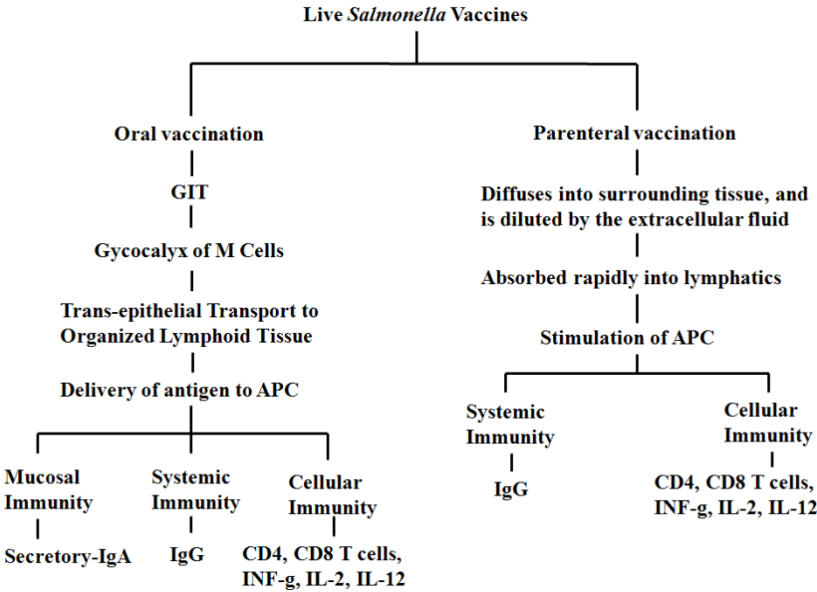 Live Salmonella Vaccines
Oral vaccination
GIT
Gycocalyx of M Cells
Trans-epithelial Transport to
Organized Lymphoid Tissue
Delivery of antigen to APC
Mucosal
Immunity
Secretory-IgA
Systemic
Immunity
IgG
Cellular
Immunity
CD4, CD8 T cells,
INF-g, IL-2, IL-12
Parenteral vaccination
Diffuses into surrounding tissue, and
is diluted by the extracellular fluid
Absorbed rapidly into lymphatics
Stimulation of APC
Systemic
Immunity
IgG
Cellular
Immunity
CD4, CD8 T cells,
INF-g, IL-2, IL-12